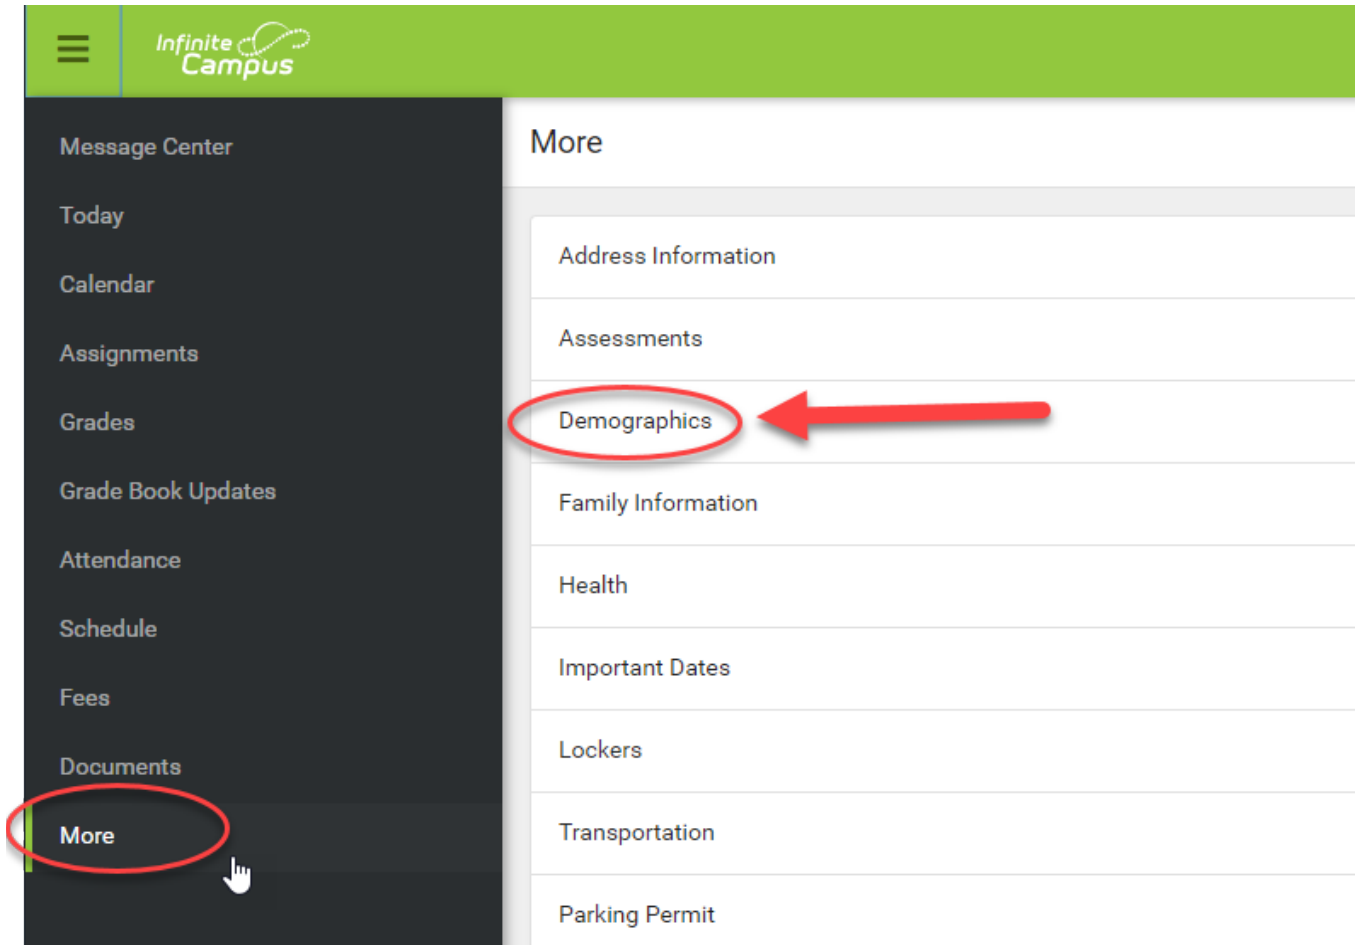 Infinite
Campus
Message Center
Today
Calendar
Assignments
Grades
Grade Book Updates
Attendance
Schedule
Fees
Documents
More
More
Address Information
Assessments
Demographics
Family Information
Health
Important Dates
Lockers
Transportation
Parking Permit